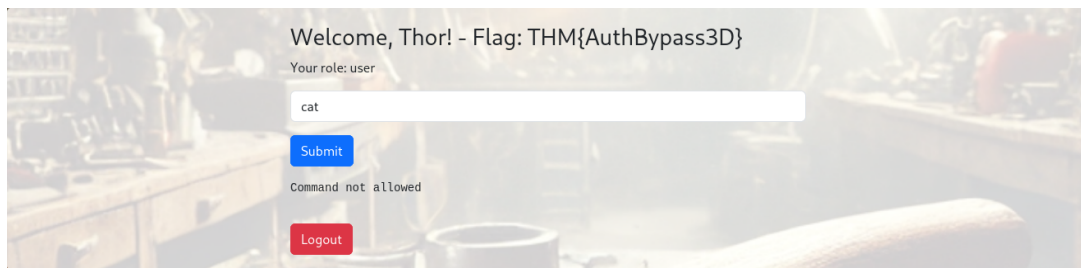 Welcome, Thor! - Flag: THM{AuthBypass3D}
Your role: user
cat
Submit
Command not allowed
Logout